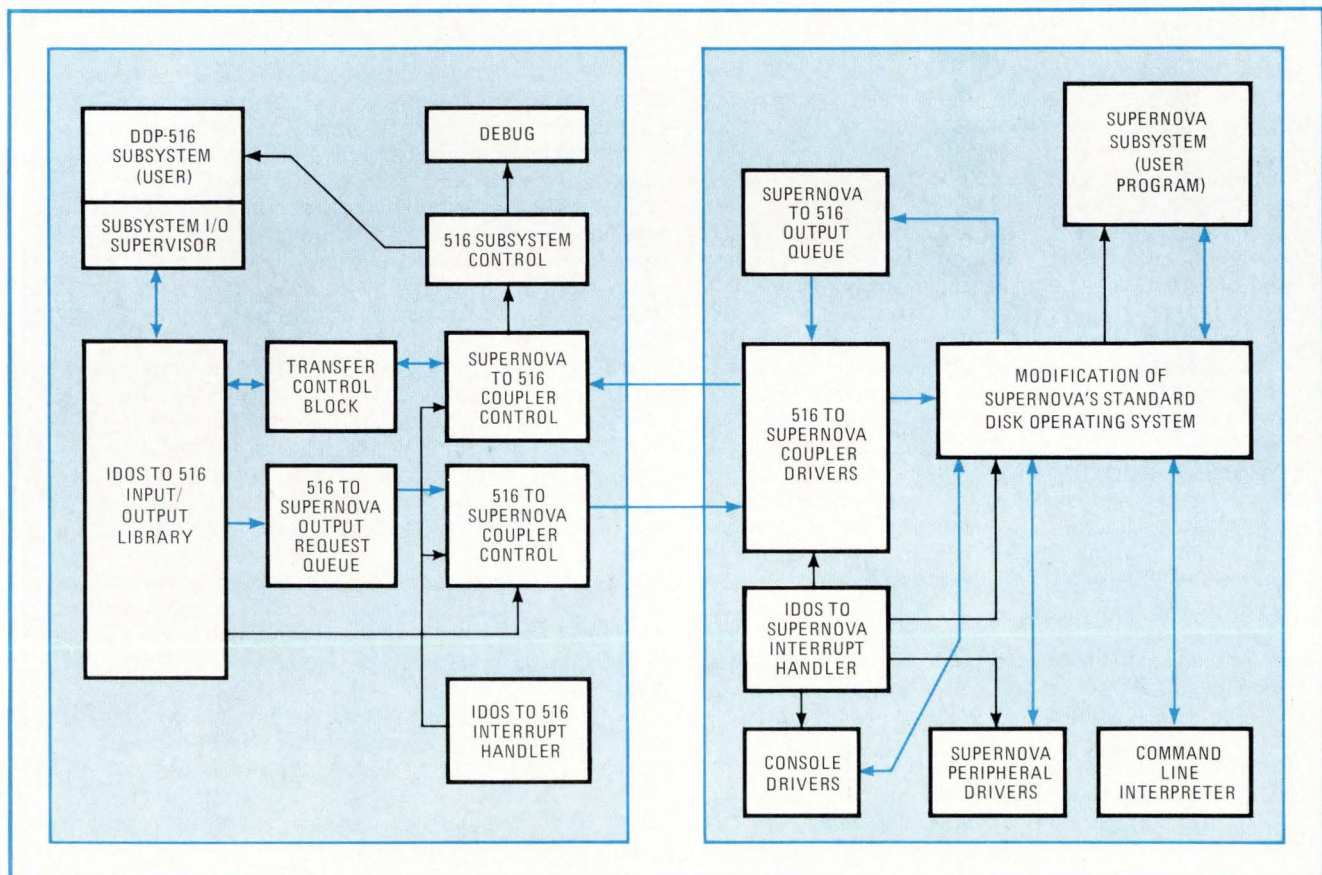 DDP-516
SUBSYSTEM
(USER)
SUBSYSTEM I/O
SUPERVISOR
DEBUG
516 SUBSYSTEM
CONTROL
IDOS TO 516
INPUT/
OUTPUT
LIBRARY
TRANSFER
CONTROL
BLOCK
SUPERNOVA
TO 516
COUPLER
CONTROL
516 TO
SUPERNOVA
OUTPUT
REQUEST
QUEUE
516 TO
SUPERNOVA
COUPLER
CONTROL
IDOS TO 516
INTERRUPT
HANDLER
SUPERNOVA
TO 516
OUTPUT
QUEUE
SUPERNOVA
SUBSYSTEM
(USER
PROGRAM)
516 TO
SUPERNOVA
COUPLER
DRIVERS
MODIFICATION OF
SUPERNOVA'S STANDARD
DISK OPERATING SYSTEM
IDOS TO
SUPERNOVA
INTERRUPT
HANDLER
CONSOLE
DRIVERS
SUPERNOVA
PERIPHERAL
DRIVERS
COMMAND
LINE
INTERPRETER